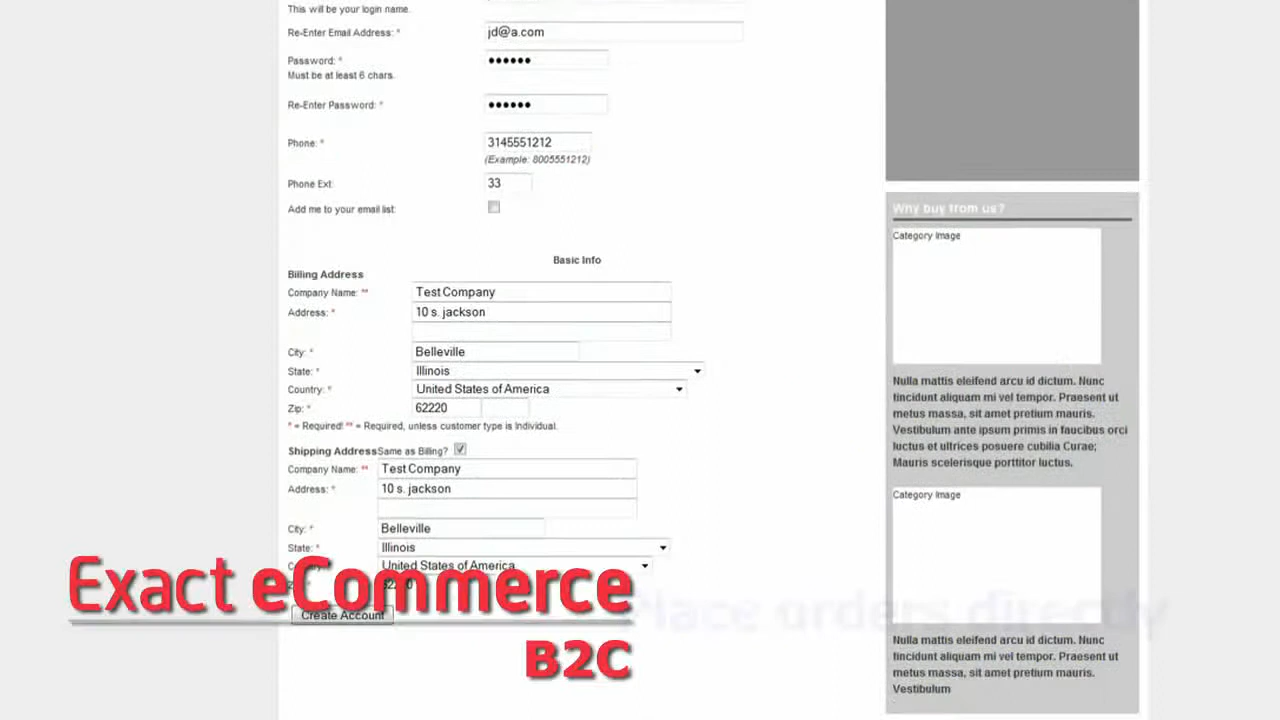 This will be your login name.
Re-Enter Email Address: *
jd@a.com
Password: *
●●●●●●
Must be at least 6 chars.
Re-Enter Password: *
●●●●●●
Phone: *
3145551212
(Example: 8005551212)
Phone Ext:
33
Add me to your email list:
Basic Info
Billing Address
Company Name: **
Test Company
Address: *
10 s. jackson
City: *
Belleville
State: *
Illinois
Country: *
United States of America
Zip: *
62220
* = Required! ** = Required, unless customer type is Individual.
Shipping Address Same as Billing?
Company Name: **
Test Company
Address: *
10 s. jackson
City: *
Belleville
State: *
Illinois
United States of America
Create Account
Exact eCommerce
B2C
Place orders directly
Why buy from us?
Category Image
Nulla mattis eleifend arcu id dictum. Nunc
tincidunt aliquam mi vel tempor. Praesent ut
metus massa, sit amet pretium mauris.
Vestibulum ante ipsum primis in faucibus orci
luctus et ultrices posuere cubilia Curae;
Mauris scelerisque porttitor luctus.
Category Image
Nulla mattis eleifend arcu id dictum. Nunc
tincidunt aliquam mi vel tempor. Praesent ut
metus massa, sit amet pretium mauris.
Vestibulum